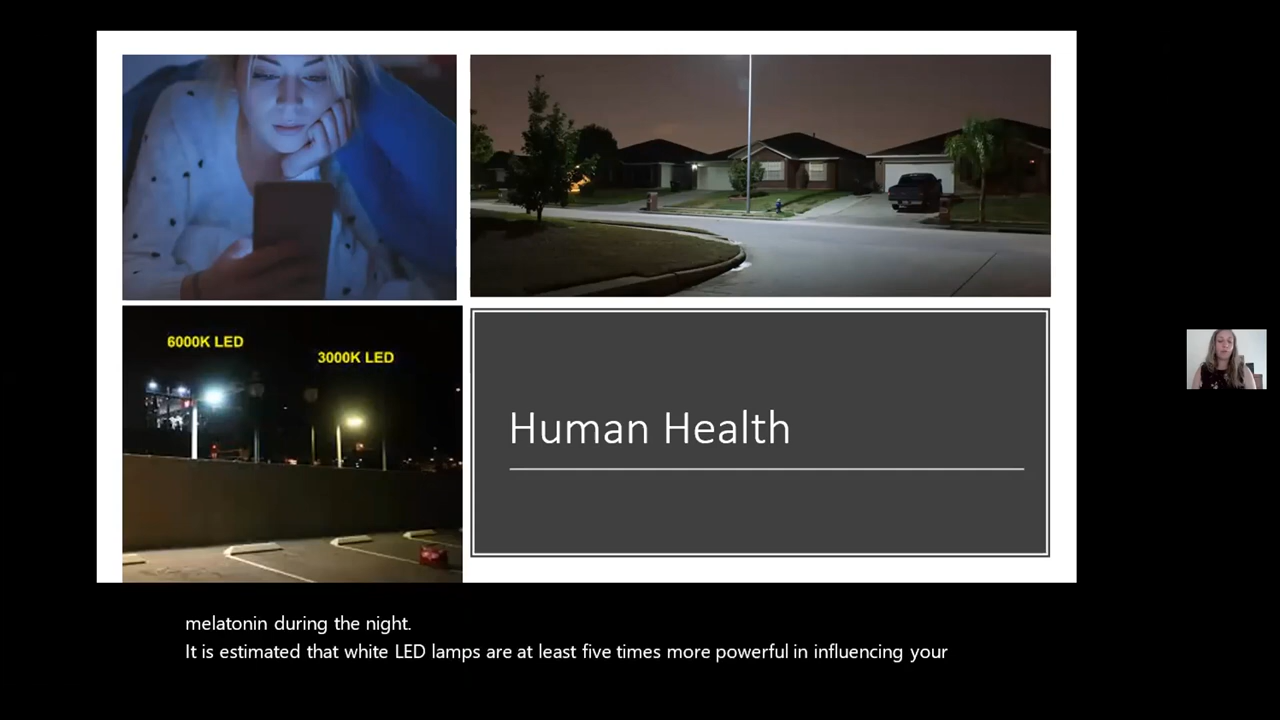 6000K LED
3000K LED
Human Health
melatonin during the night.
It is estimated that white LED lamps are at least five times more powerful in influencing your